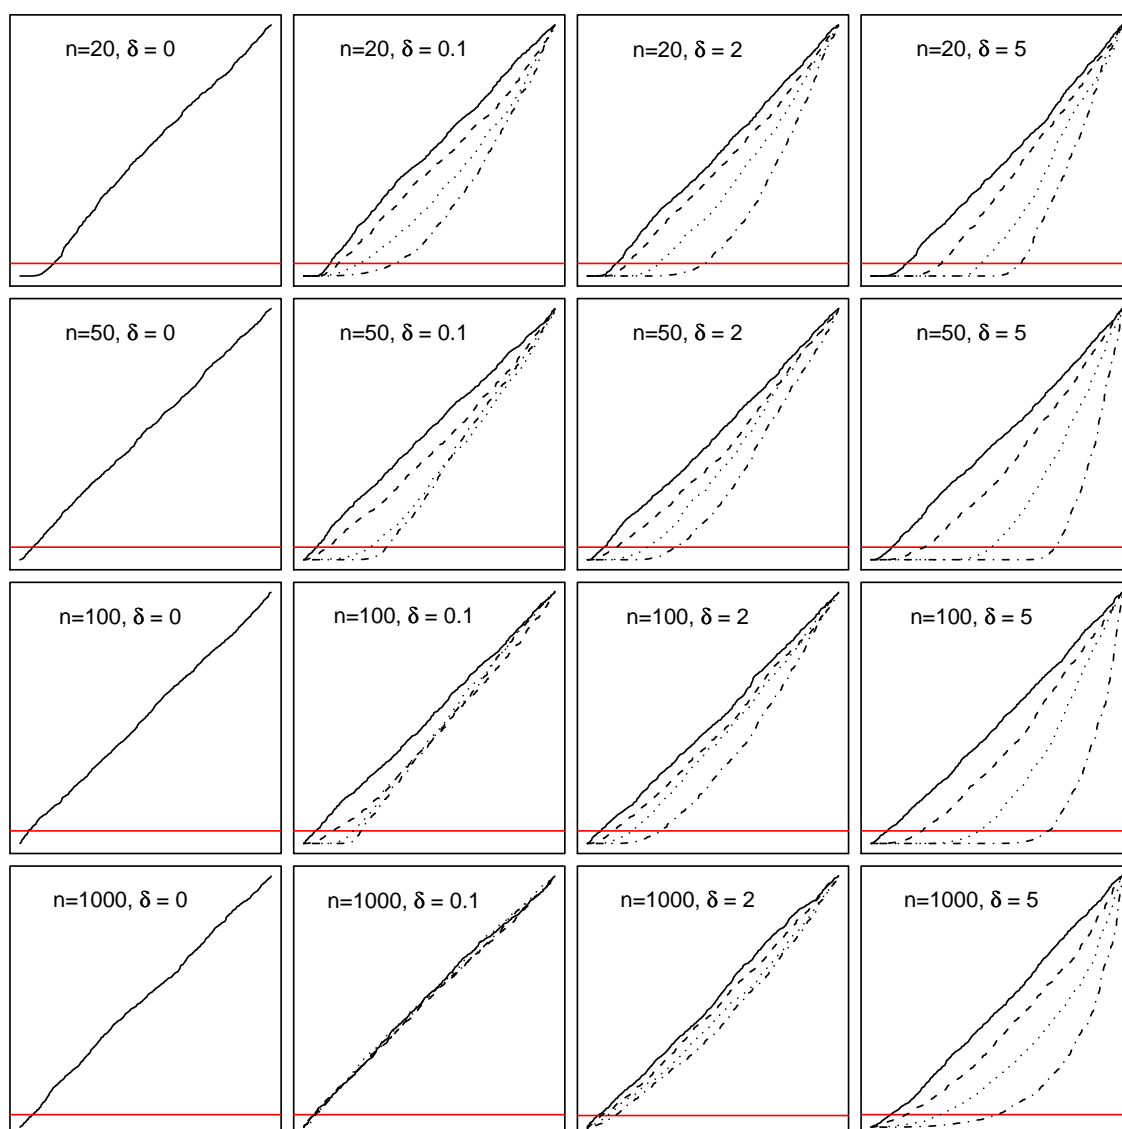 n=20, δ = 0
n=20, δ = 0.1
n=20, δ = 2
n=20, δ = 5
n=50, δ = 0
n=50, δ = 0.1
n=50, δ = 2
n=50, δ = 5
n=100, δ = 0
n=100, δ = 0.1
n=100, δ = 2
n=100, δ = 5
n=1000, δ = 0
n=1000, δ = 0.1
n=1000, δ = 2
n=1000, δ = 5